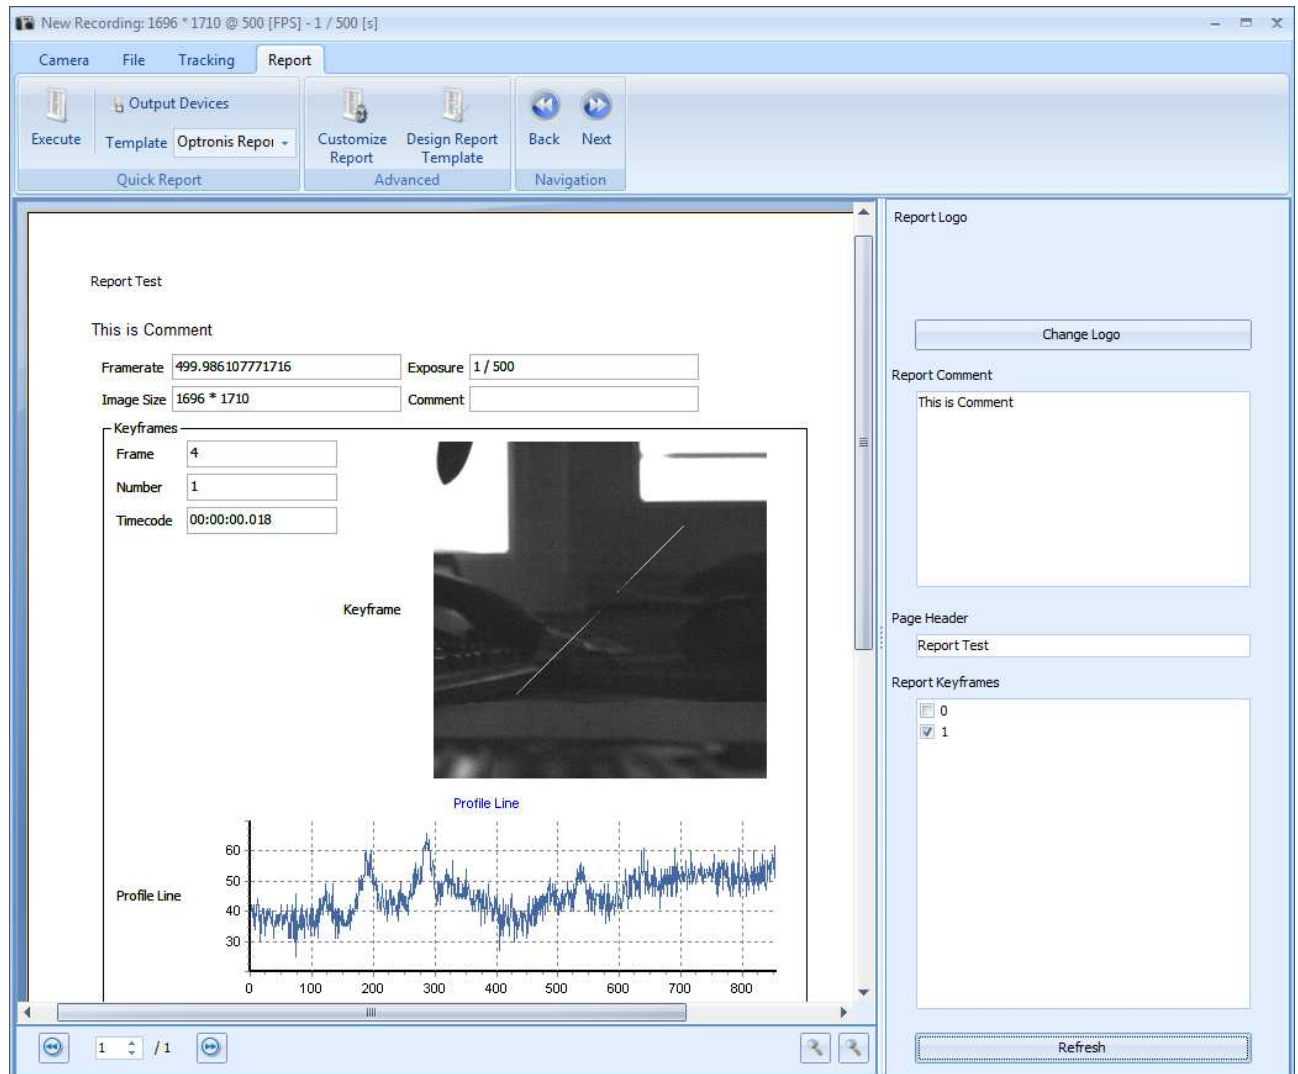 New Recording: 1696 * 1710 @ 500 [FPS] - 1 / 500 [s]
Camera File Tracking Report
Output Devices
Execute Template Optronis Repor
Customize Report
Design Report Template
Back Next
Quick Report Advanced Navigation
Report Test
This is Comment
Framerate 499.986107771716 Exposure 1 / 500
Image Size 1696 * 1710 Comment
Keyframes
Frame 4
Number 1
Timecode 00:00:00.018
Keyframe
Profile Line
Profile Line
60
50
40
30
0 100 200 300 400 500 600 700 800
1 / 1
Report Logo
Change Logo
Report Comment
This is Comment
Page Header
Report Test
Report Keyframes
0
1
Refresh